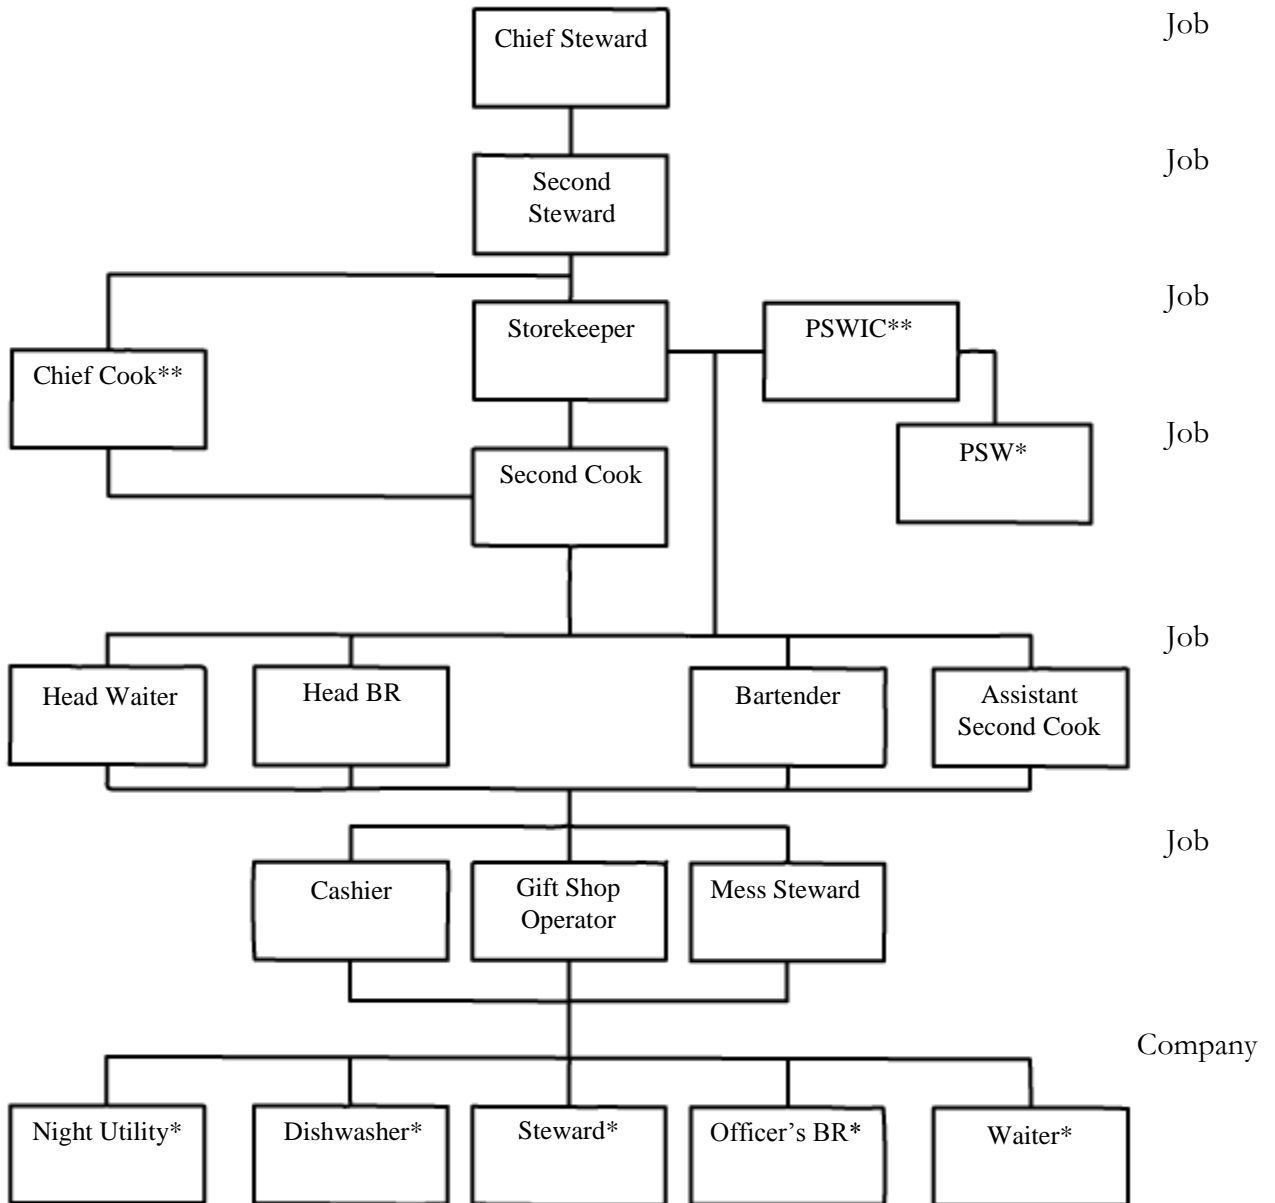 Chief Steward
Job
Second
Steward
Job
Storekeeper
PSWIC**
Job
Chief Cook**
Second Cook
PSW*
Job
Head Waiter
Head BR
Bartender
Assistant
Second Cook
Job
Cashier
Gift Shop
Operator
Mess Steward
Job
Company
Night Utility*
Dishwasher*
Steward*
Officer’s BR*
Waiter*